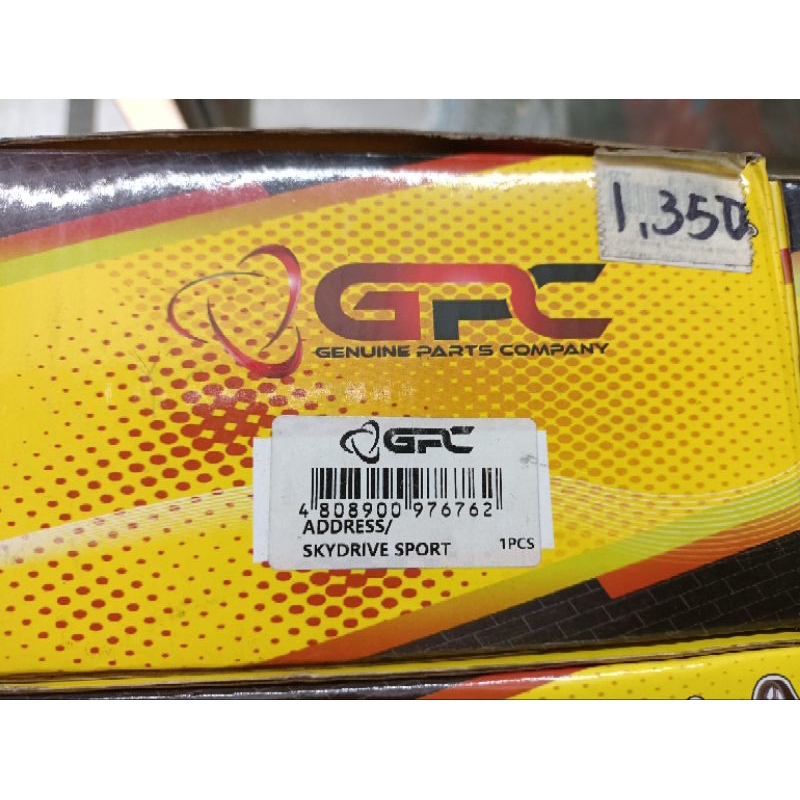 1,350
GPC
GENUINE PARTS COMPANY
GPC
4 808900 976762
ADDRESS/
SKYDRIVE SPORT 1PCS